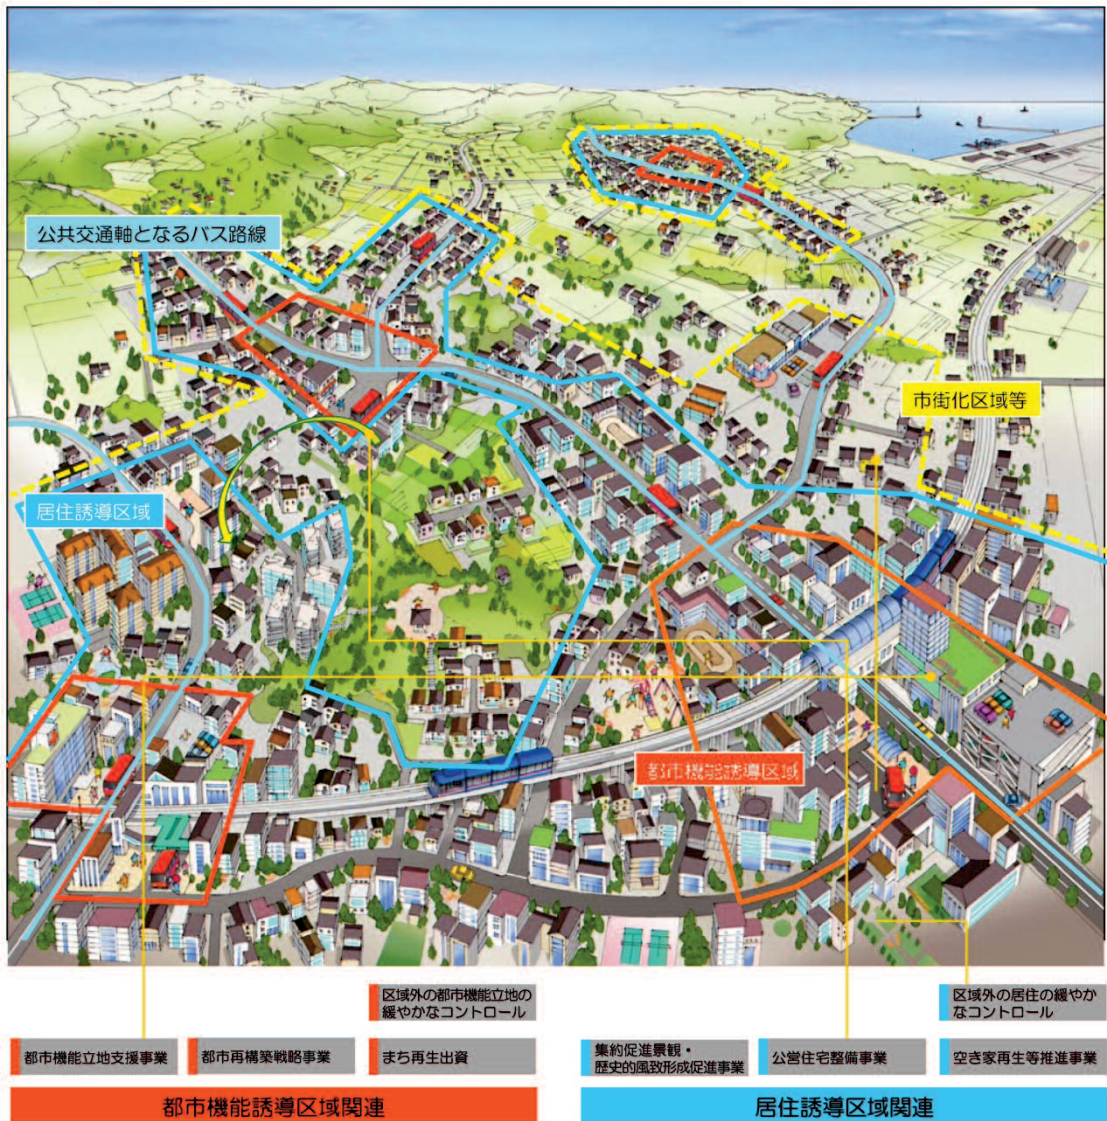 公共交通軸となるバス路線
市街化区域等
居住誘導区域
都市機能誘導区域
区域外の都市機能立地の
緩やかなコントロール
都市機能立地支援事業
都市再構築戦略事業
まち再生出資
都市機能誘導区域関連
区域外の居住の緩やか
なコントロール
集約促進景観・
歴史的風致形成促進事業
公営住宅整備事業
空き家再生等推進事業
居住誘導区域関連